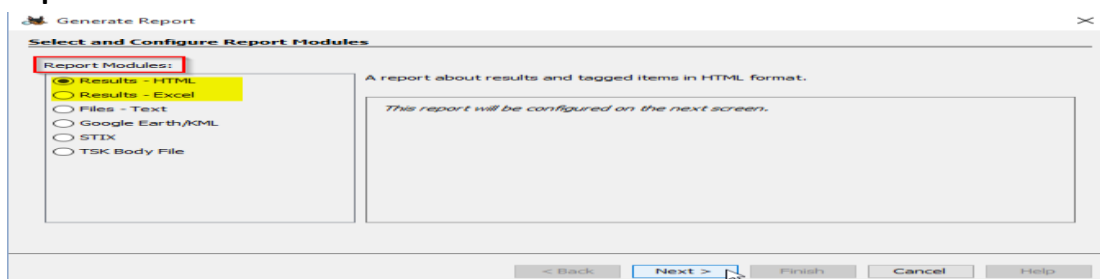 Generate Report
Select and Configure Report Modules
Report Modules:
Results - HTML
Results - Excel
Files - Text
Google Earth/KML
STIX
TSK Body File
A report about results and tagged items in HTML format.
This report will be configured on the next screen.
< Back Next > Finish Cancel Help